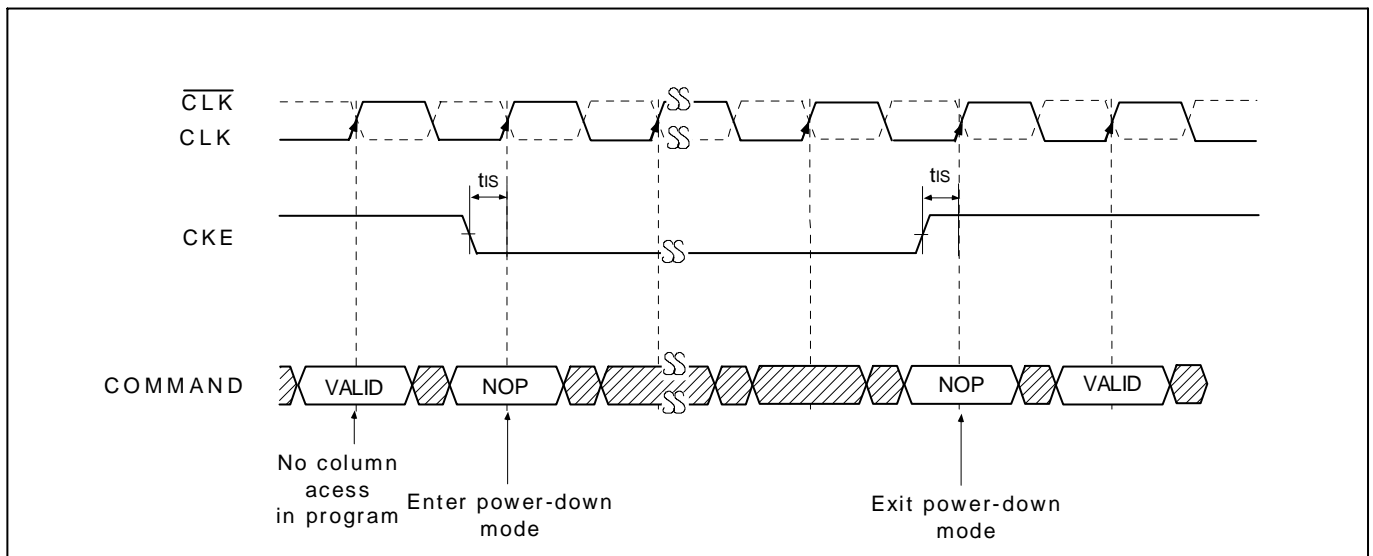 CLK
CLK
tIS
tIS
CKE
COMMAND
VALID
NOP
NOP
VALID
No column
acess
in program
Enter power-down
mode
Exit power-down
mode